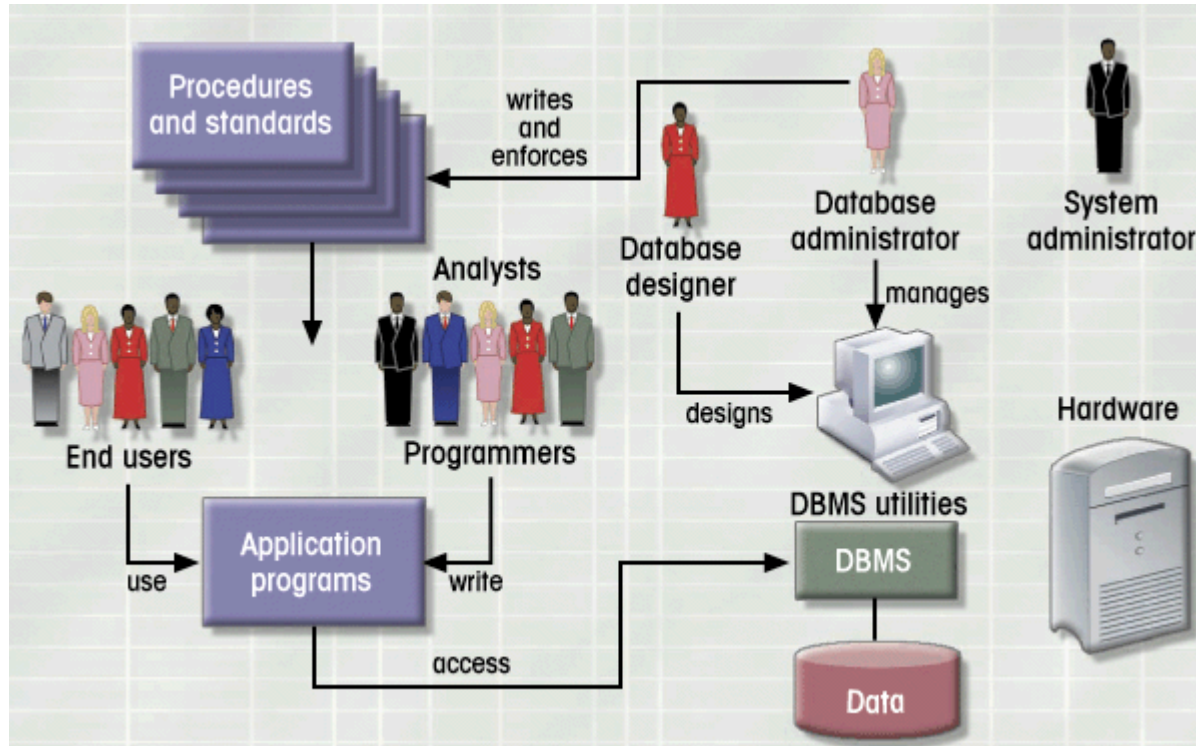 Procedures
and standards
writes
and
enforces
Database
designer
Database
administrator
System
administrator
manages
Analysts
designs
Hardware
End users
Programmers
DBMS utilities
use
Application
programs
write
DBMS
access
Data